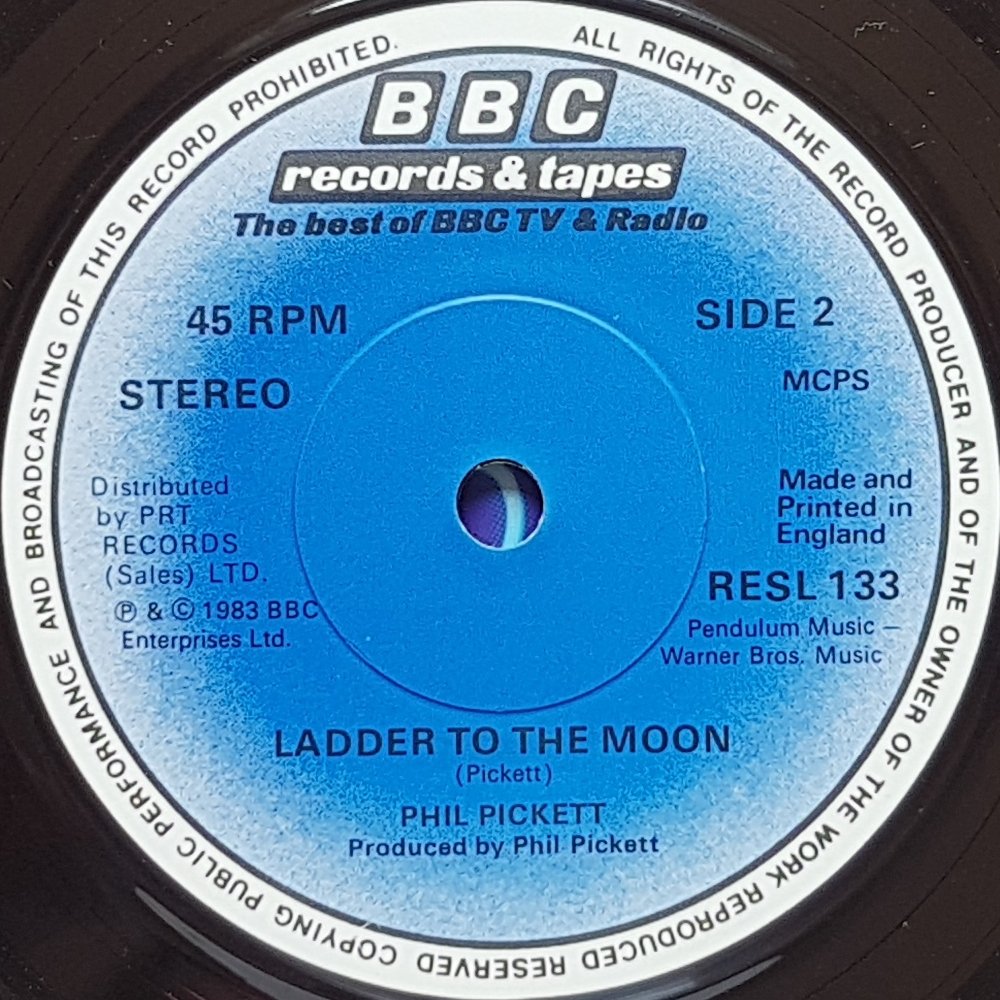 ALL RIGHTS OF THE RECORD PRODUCER AND OF THE OWNER OF THE WORK REPRODUCED RESERVED COPYING PUBLIC PERFORMANCE AND BROADCASTING OF THIS RECORD PROHIBITED.
BBC
records & tapes
The best of BBC TV & Radio
45 RPM
SIDE 2
STEREO
MCPS
Distributed
by PRT
RECORDS
(Sales) LTD.
℗ & © 1983 BBC
Enterprises Ltd.
Made and
Printed in
England
RESL 133
Pendulum Music –
Warner Bros. Music
LADDER TO THE MOON
(Pickett)
PHIL PICKETT
Produced by Phil Pickett